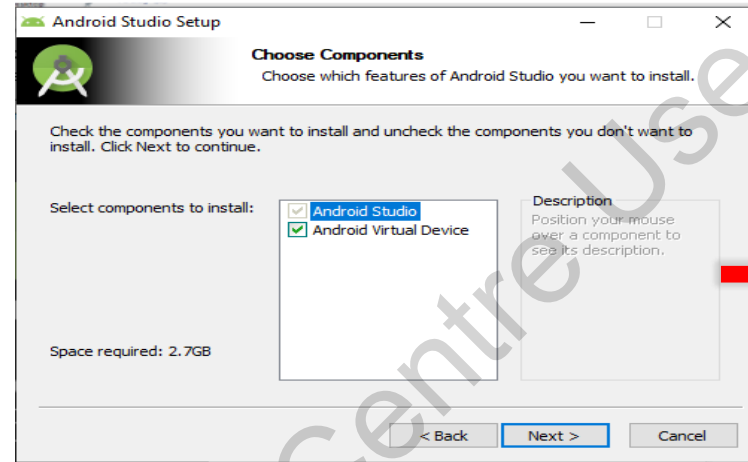 Android Studio Setup
Choose Components
Choose which features of Android Studio you want to install.
Check the components you want to install and uncheck the components you don't want to
install. Click Next to continue.
Select components to install:
Android Studio
Android Virtual Device
Description
Position your mouse
over a component to
see its description.
Space required: 2.7GB
< Back
Next >
Cancel
Centre Use